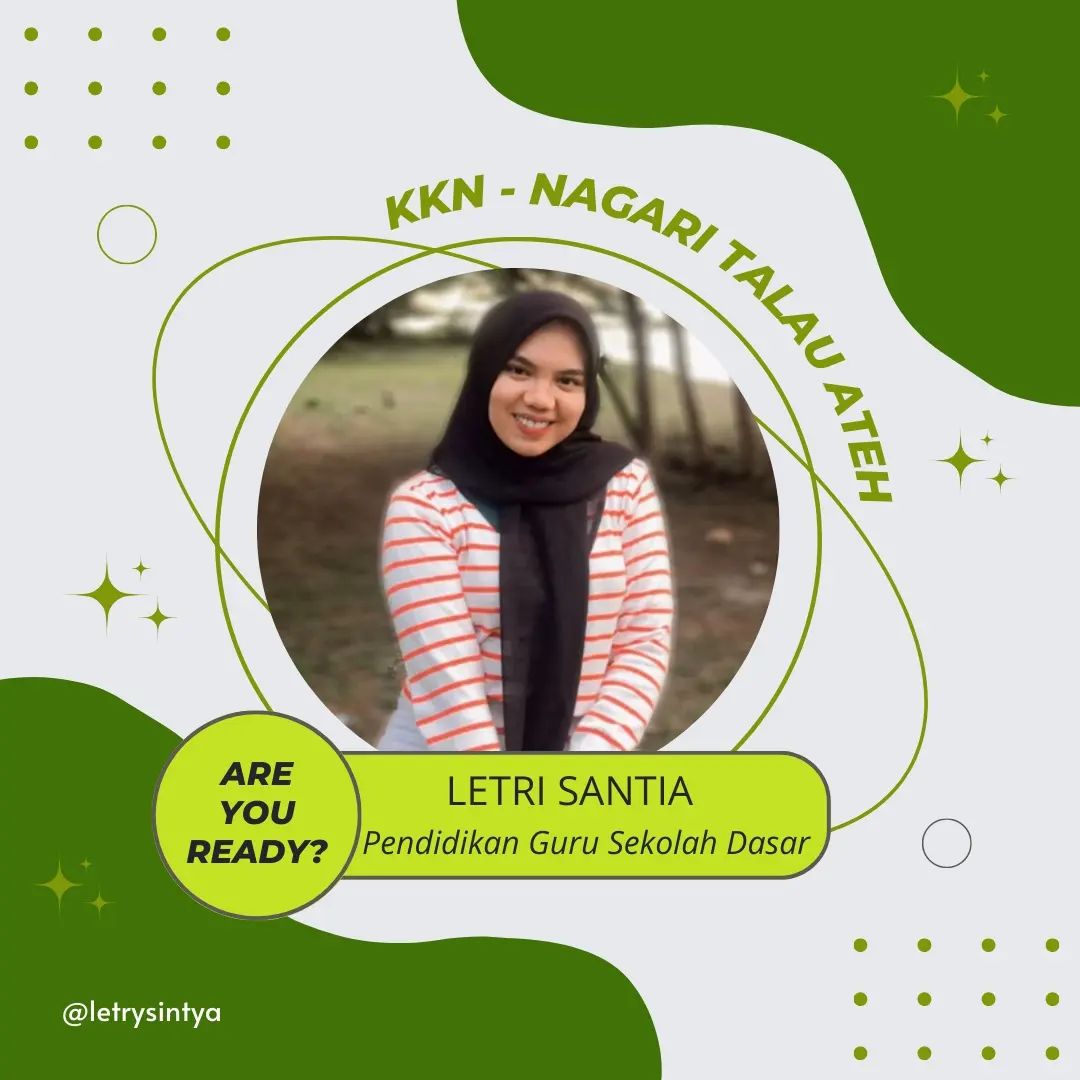 KKN - NAGARI TALAU ATEH
ARE
YOU
READY?
LETRI SANTIA
Pendidikan Guru Sekolah Dasar
@letrysintya